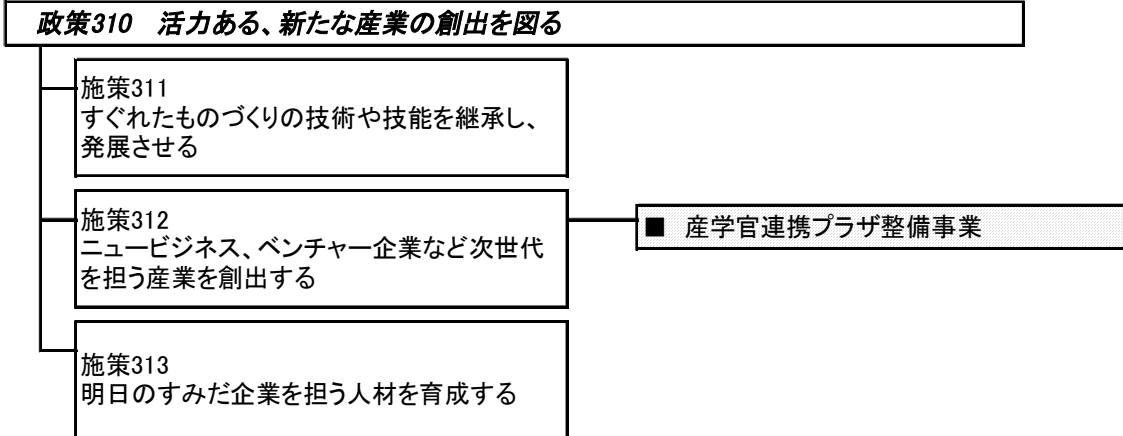 政策310 活力ある、新たな産業の創出を図る
施策311
すぐれたものづくりの技術や技能を継承し、
発展させる
施策312
ニュービジネス、ベンチャー企業など次世代
を担う産業を創出する
■ 産学官連携プラザ整備事業
施策313
明日のすみだ企業を担う人材を育成する